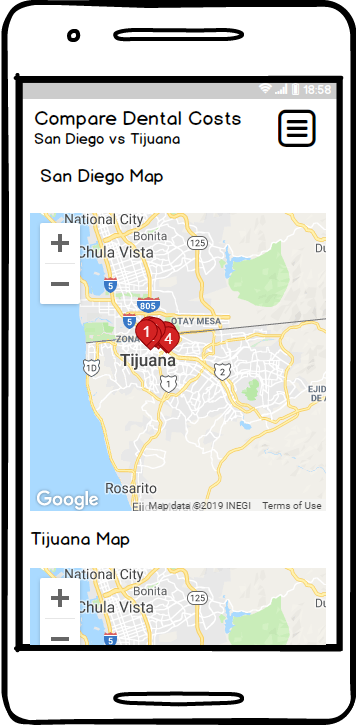 18:58
Compare Dental Costs
San Diego vs Tijuana
San Diego Map
National City
Bonita
125
Chula Vista
5
805
5
OTAY MESA
1
4
ZONA
Tijuana
1D
1
2
EJID
Rosarito
Google
Map data ©2019 INEGI
Terms of Use
Tijuana Map
National City
Bonita
125
Chula Vista
5